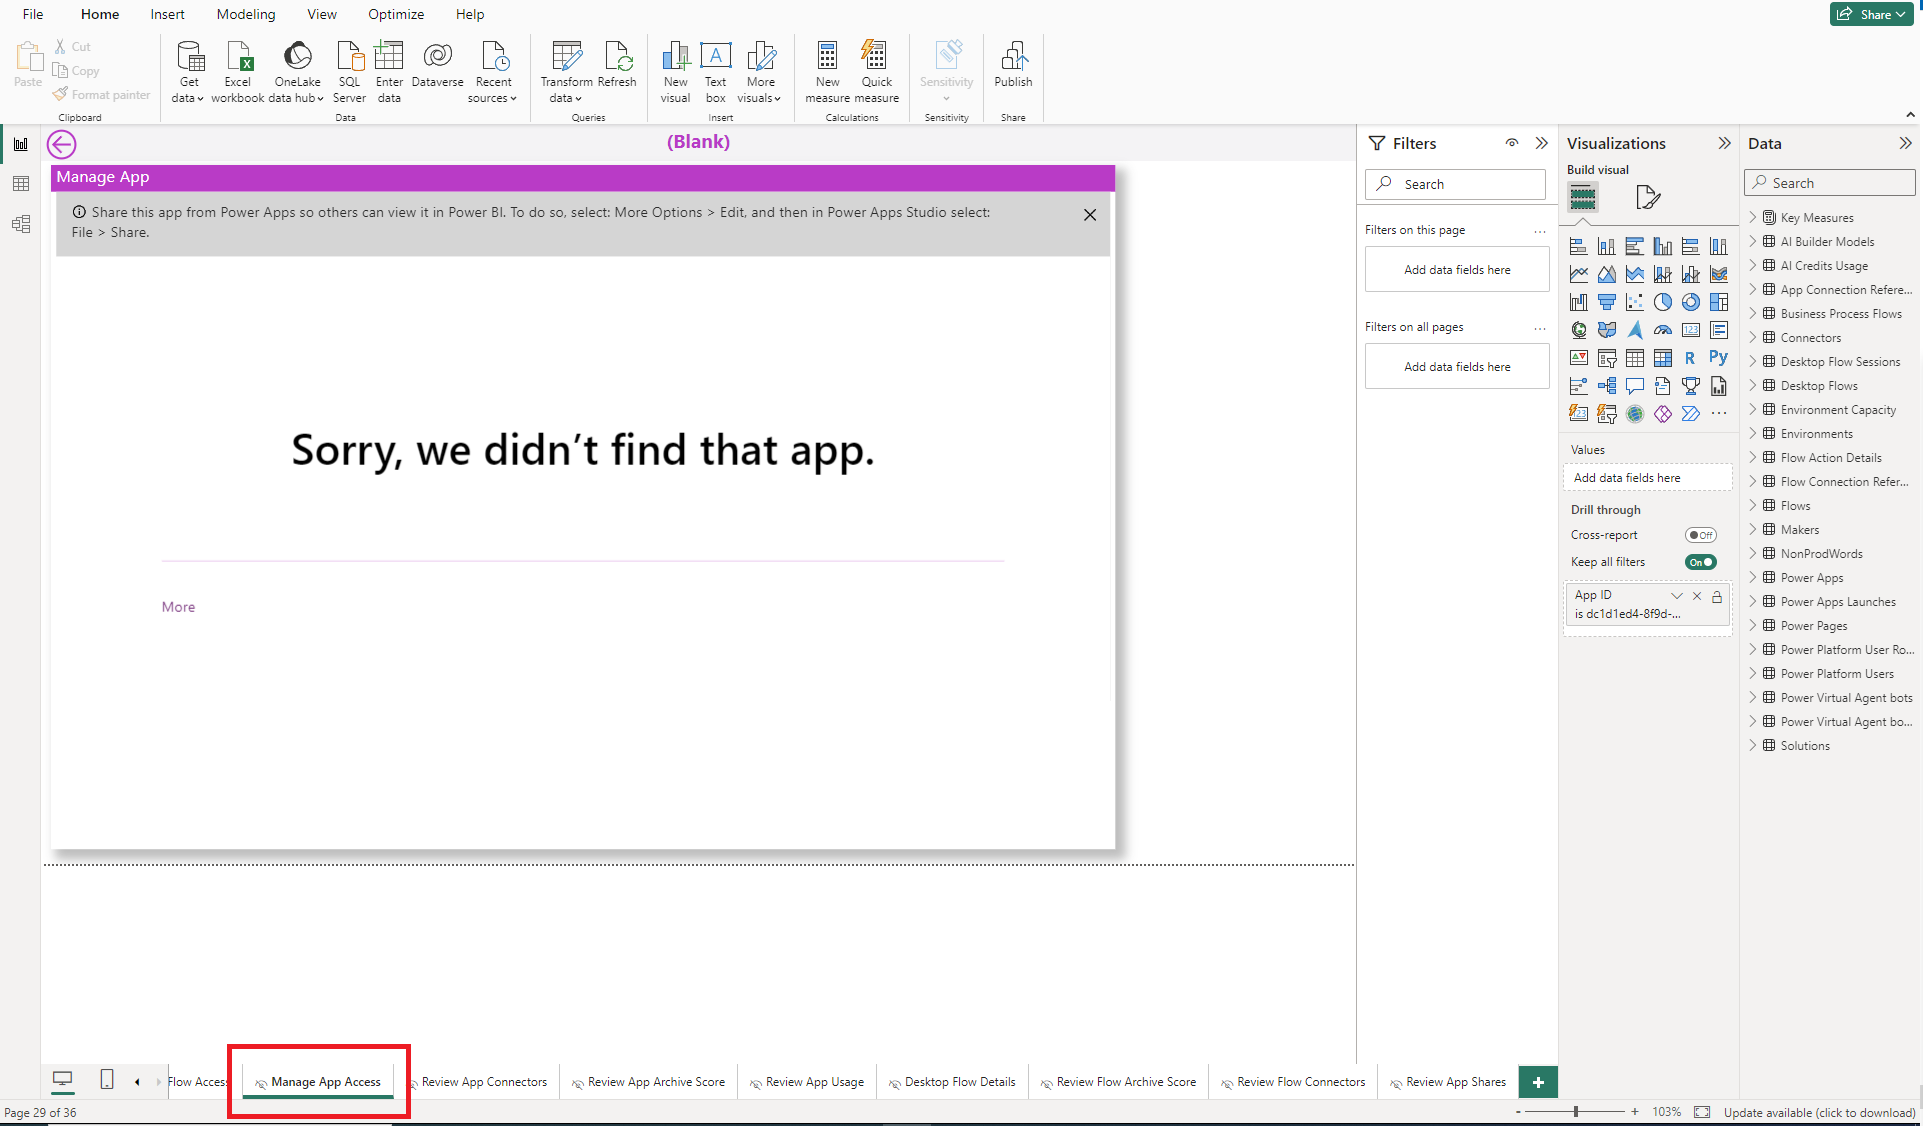 File
Home
Insert
Modeling
View
Optimize
Help
Share
Paste
Cut
Copy
Format painter
Clipboard
Get
data
Excel
workbook
OneLake
data hub
SQL
Server
Enter
data
Dataverse
Recent
sources
Data
Transform
data
Refresh
Queries
New
visual
A
Text
box
More
visuals
Insert
New
measure
Quick
measure
Calculations
Sensitivity
Sensitivity
Publish
Share
(Blank)
Manage App
Share this app from Power Apps so others can view it in Power BI. To do so, select: More Options > Edit, and then in Power Apps Studio select:
File > Share.
Sorry, we didn't find that app.
More
Filters
Search
Filters on this page
...
Add data fields here
Filters on all pages
...
Add data fields here
Visualizations
Build visual
123
R
Py
123
...
Values
Add data fields here
Drill through
Cross-report
Off
Keep all filters
On
App ID
is dc1d1ed4-8f9d-...
Data
Search
Key Measures
AI Builder Models
AI Credits Usage
App Connection Refere...
Business Process Flows
Connectors
Desktop Flow Sessions
Desktop Flows
Environment Capacity
Environments
Flow Action Details
Flow Connection Refer...
Flows
Makers
NonProdWords
Power Apps
Power Apps Launches
Power Pages
Power Platform User Ro...
Power Platform Users
Power Virtual Agent bots
Power Virtual Agent bo...
Solutions
Flow Access
Manage App Access
Review App Connectors
Review App Archive Score
Review App Usage
Desktop Flow Details
Review Flow Archive Score
Review Flow Connectors
Review App Shares
+
Page 29 of 36
- + 103%
Update available (click to download)